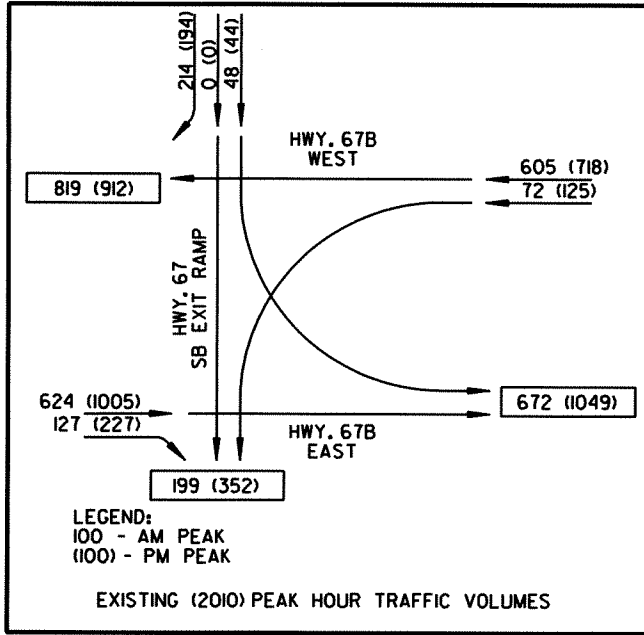 214 (194)
0 (0)
48 (44)
HWY. 67B
WEST
605 (718)
72 (125)
819 (912)
HWY. 67
SB EXIT RAMP
624 (1005)
127 (227)
672 (1049)
HWY. 67B
EAST
199 (352)
LEGEND:
100 - AM PEAK
(100) - PM PEAK
EXISTING (2010) PEAK HOUR TRAFFIC VOLUMES